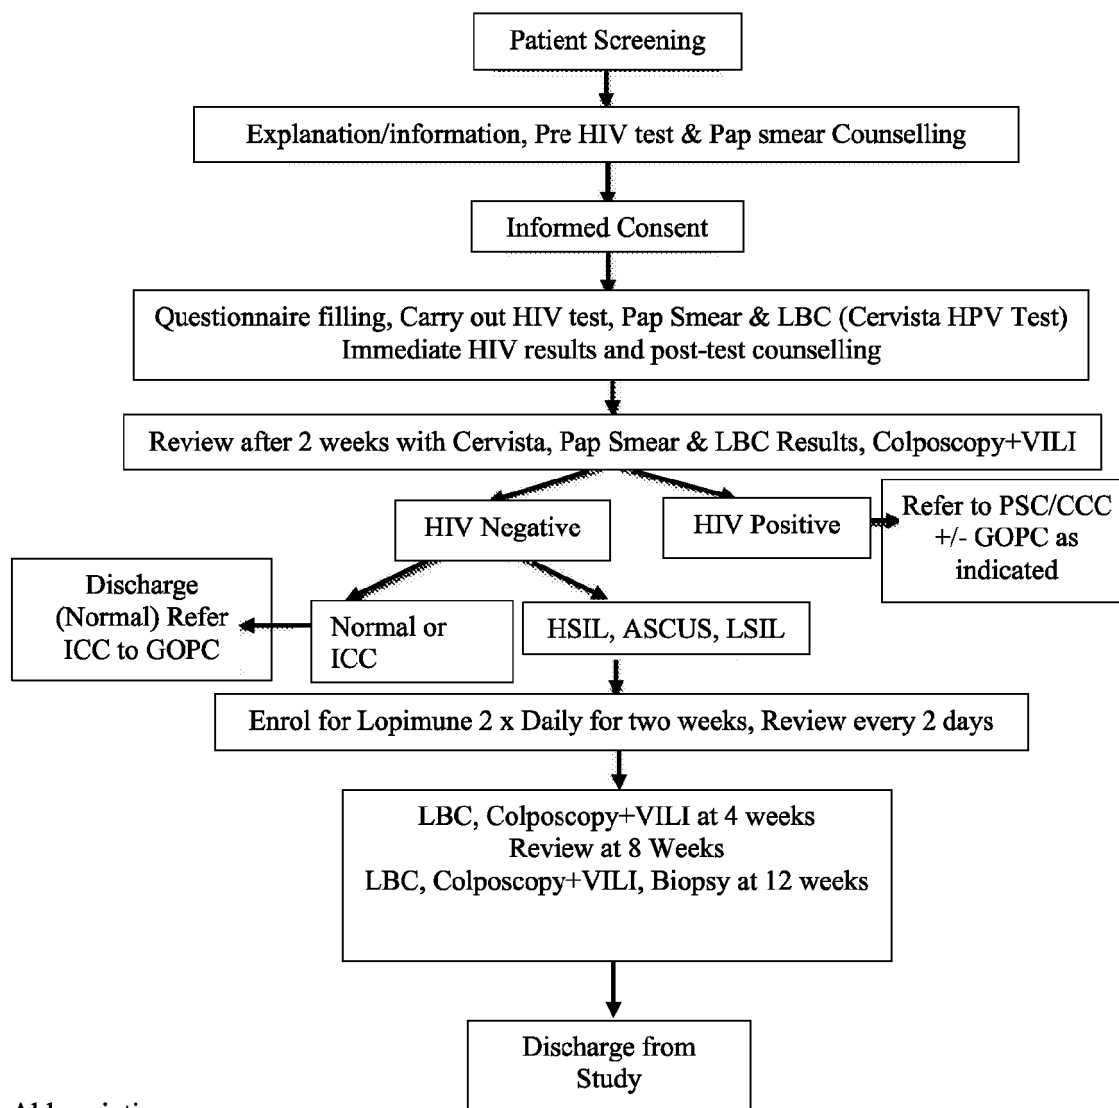 Patient Screening
Explanation/information, Pre HIV test & Pap smear Counselling
Informed Consent
Questionnaire filling, Carry out HIV test, Pap Smear & LBC (Cervista HPV Test)
Immediate HIV results and post-test counselling
Review after 2 weeks with Cervista, Pap Smear & LBC Results, Colposcopy+VILI
HIV Negative
HIV Positive
Refer to PSC/CCC
+/- GOPC as
indicated
Discharge
(Normal) Refer
ICC to GOPC
Normal or
ICC
HSIL, ASCUS, LSIL
Enrol for Lopimune 2 x Daily for two weeks, Review every 2 days
LBC, Colposcopy+VILI at 4 weeks
Review at 8 Weeks
LBC, Colposcopy+VILI, Biopsy at 12 weeks
Discharge from
Study